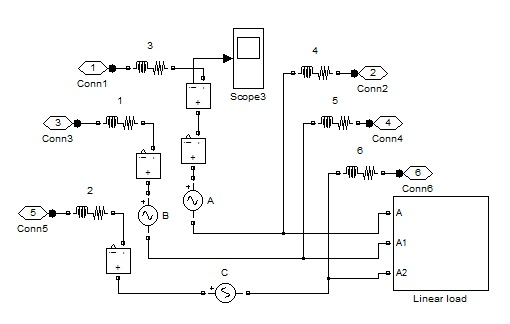 3
4
1
Conn1
Scope3
2
Conn2
5
1
3
Conn3
4
Conn4
6
i
+
-
6
Conn6
2
i
+
-
+
A
+
B
A
5
Conn5
i
+
-
C
+
A1
A2
Linear load